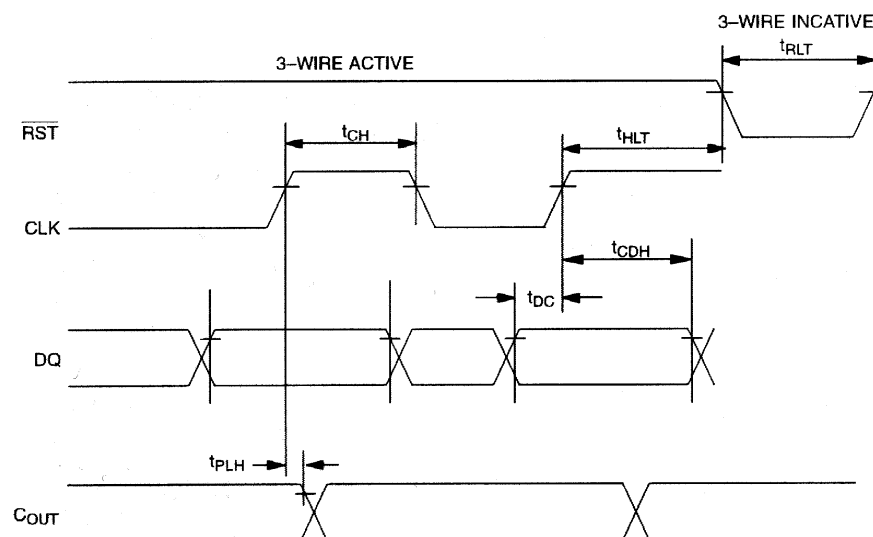 3–WIRE INCATIVE
tRLT
3–WIRE ACTIVE
RST
tCH
tHLT
CLK
tCDH
tDC
DQ
tPLH
COUT